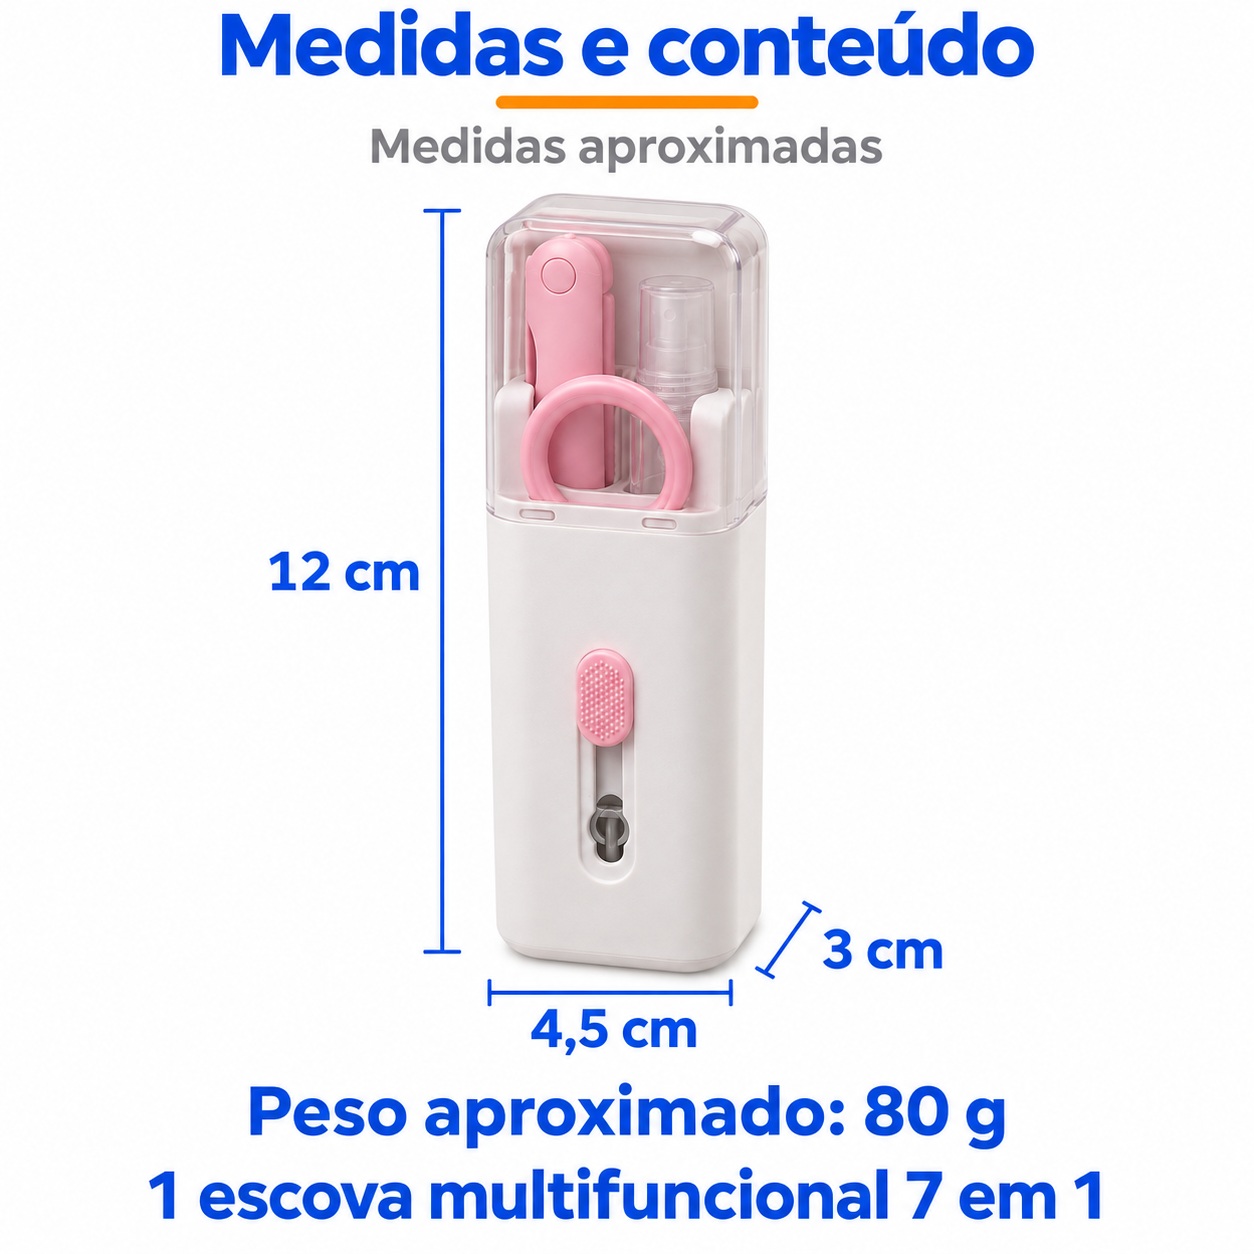 Medidas e conteúdo
Medidas aproximadas
12 cm
3 cm
4,5 cm
Peso aproximado: 80 g
1 escova multifuncional 7 em 1